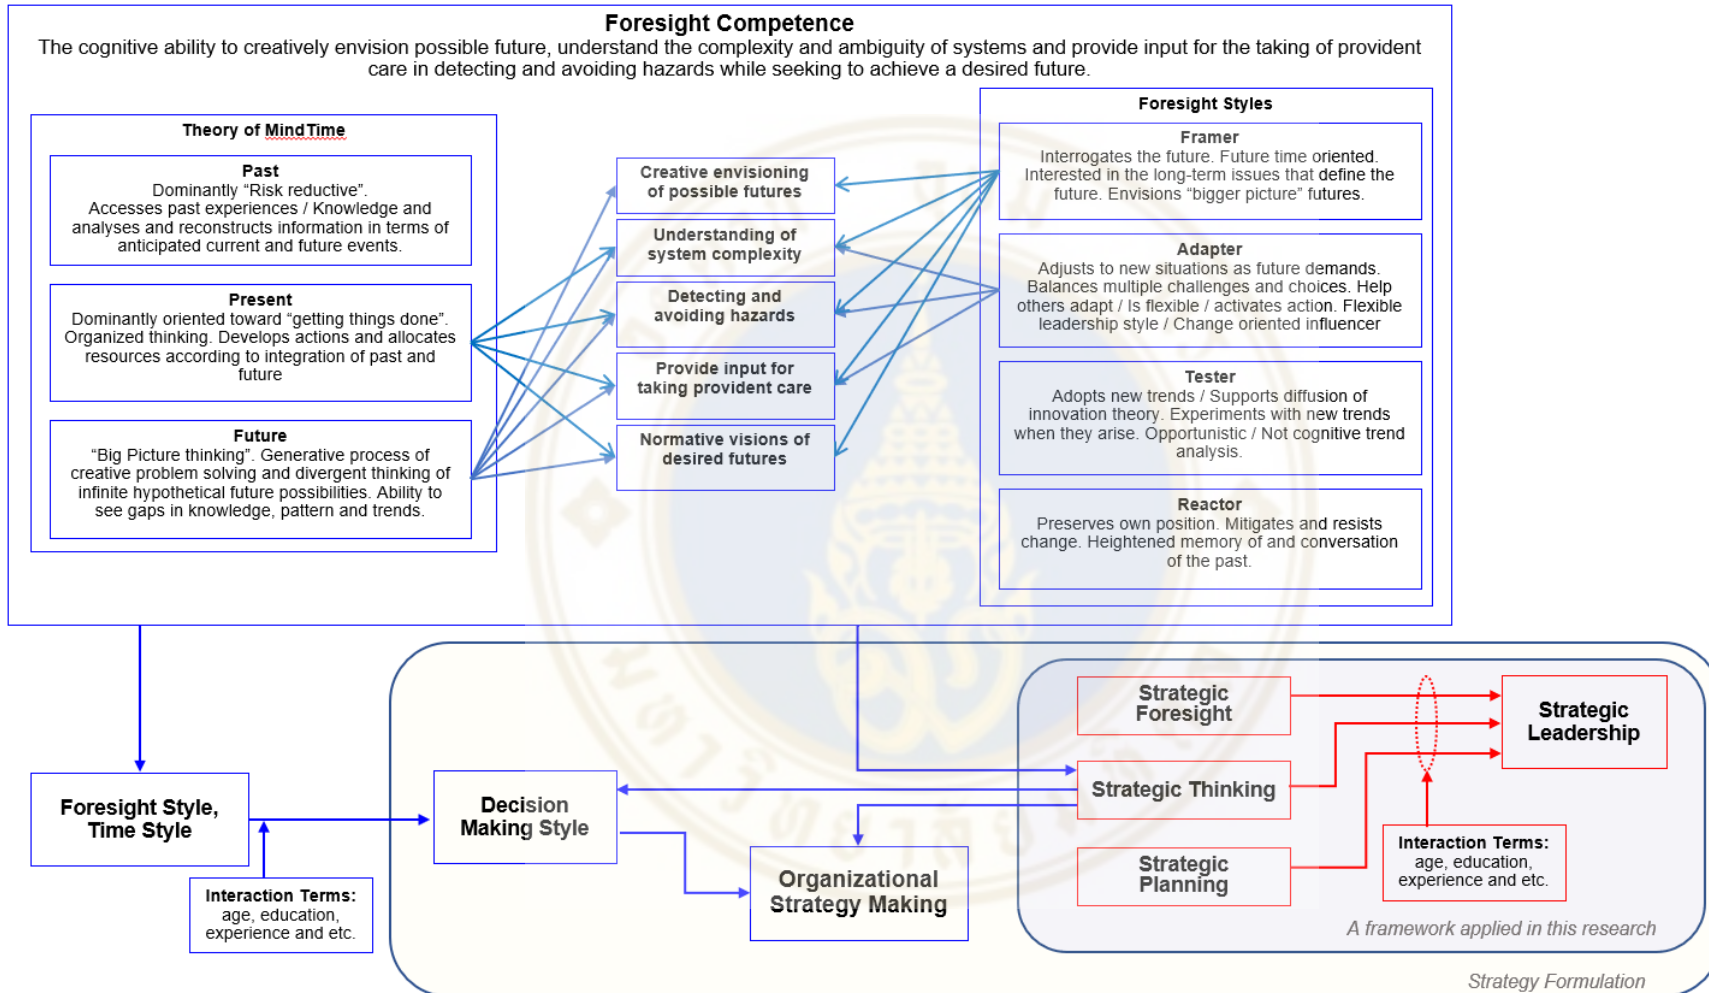 Foresight Competence
The cognitive ability to creatively envision possible future, understand the complexity and ambiguity of systems and provide input for the taking of provident
care in detecting and avoiding hazards while seeking to achieve a desired future.
Theory of MindTime
Past
Dominantly “Risk reductive”.
Accesses past experiences / Knowledge and
analyses and reconstructs information in terms of
anticipated current and future events.
Present
Dominantly oriented toward “getting things done”.
Organized thinking. Develops actions and allocates
resources according to integration of past and
future
Future
“Big Picture thinking”. Generative process of
creative problem solving and divergent thinking of
infinite hypothetical future possibilities. Ability to
see gaps in knowledge, pattern and trends.
Creative envisioning
of possible futures
Understanding of
system complexity
Detecting and
avoiding hazards
Provide input for
taking provident care
Normative visions of
desired futures
Foresight Styles
Framer
Interrogates the future. Future time oriented.
Interested in the long-term issues that define the
future. Envisions “bigger picture” futures.
Adapter
Adjusts to new situations as future demands.
Balances multiple challenges and choices. Help
others adapt / Is flexible / activates action. Flexible
leadership style / Change oriented influencer
Tester
Adopts new trends / Supports diffusion of
innovation theory. Experiments with new trends
when they arise. Opportunistic / Not cognitive trend
analysis.
Reactor
Preserves own position. Mitigates and resists
change. Heightened memory of and conversation
of the past.
Foresight Style,
Time Style
Interaction Terms:
age, education,
experience and etc.
Decision
Making Style
Organizational
Strategy Making
Strategic
Foresight
Strategic Thinking
Strategic
Planning
Strategic
Leadership
Interaction Terms:
age, education,
experience and etc.
A framework applied in this research
Strategy Formulation